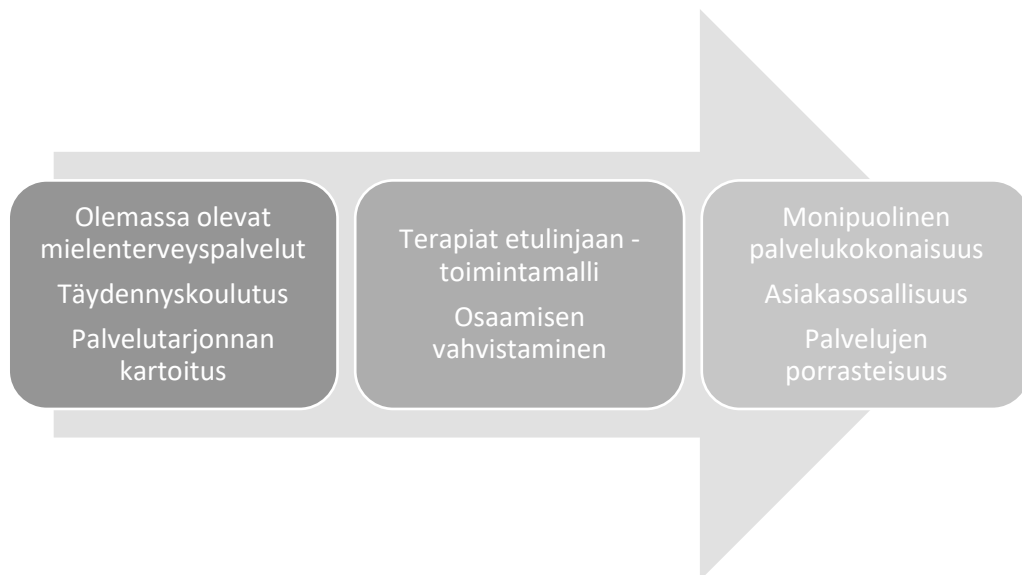 Olemassa olevat
mielenterveyspalvelut
Täydennyskoulutus
Palvelutarjonnan
kartoitus
Terapiat etulinjaan -
toimintamalli
Osaamisen
vahvistaminen
Monipuolinen
palvelukokonaisuus
Asiakasosallisuus
Palvelujen
porrasteisuus